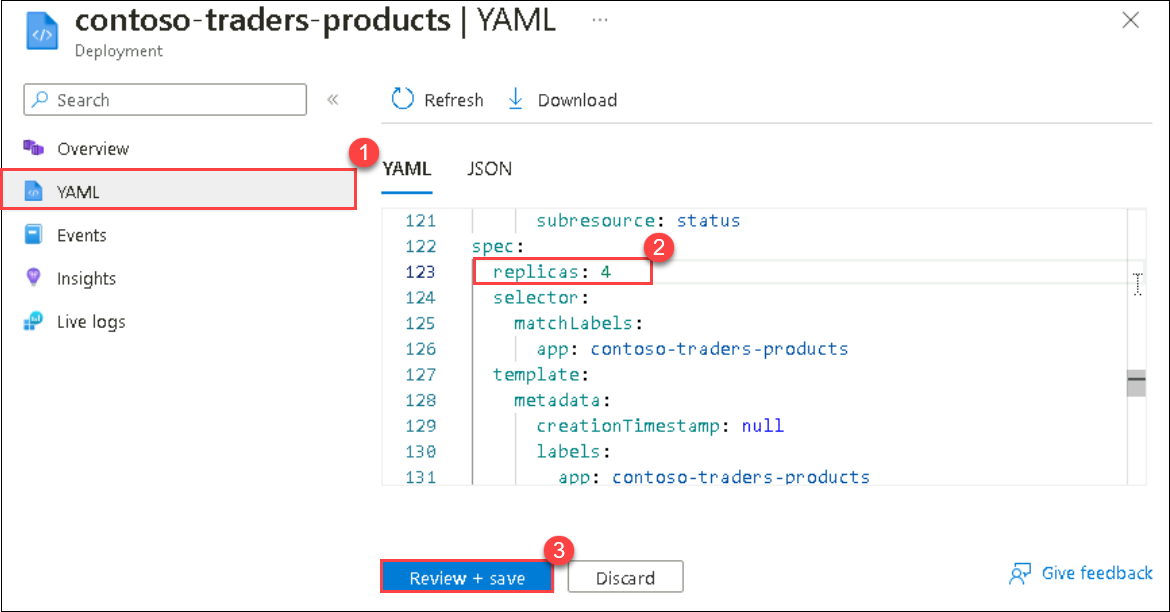 contoso-traders-products | YAML ...
Deployment
Search «
Refresh Download
Overview
YAML
Events
Insights
Live logs
1
YAML JSON
121 subresource: status
122 spec:
2
123 replicas: 4
124 selector:
125 matchLabels:
126 app: contoso-traders-products
127 template:
128 metadata:
129 creationTimestamp: null
130 labels:
131 app: contoso-traders-products
3
Review + save Discard
Give feedback